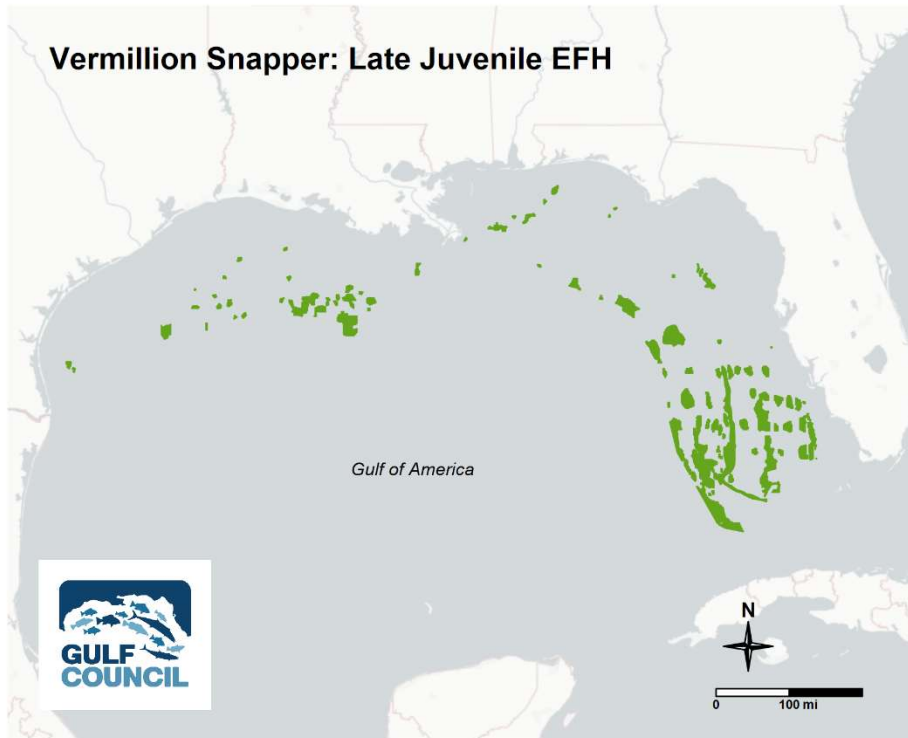 Vermillion Snapper: Late Juvenile EFH
Gulf of America
GULF
COUNCIL
N
0 100 mi